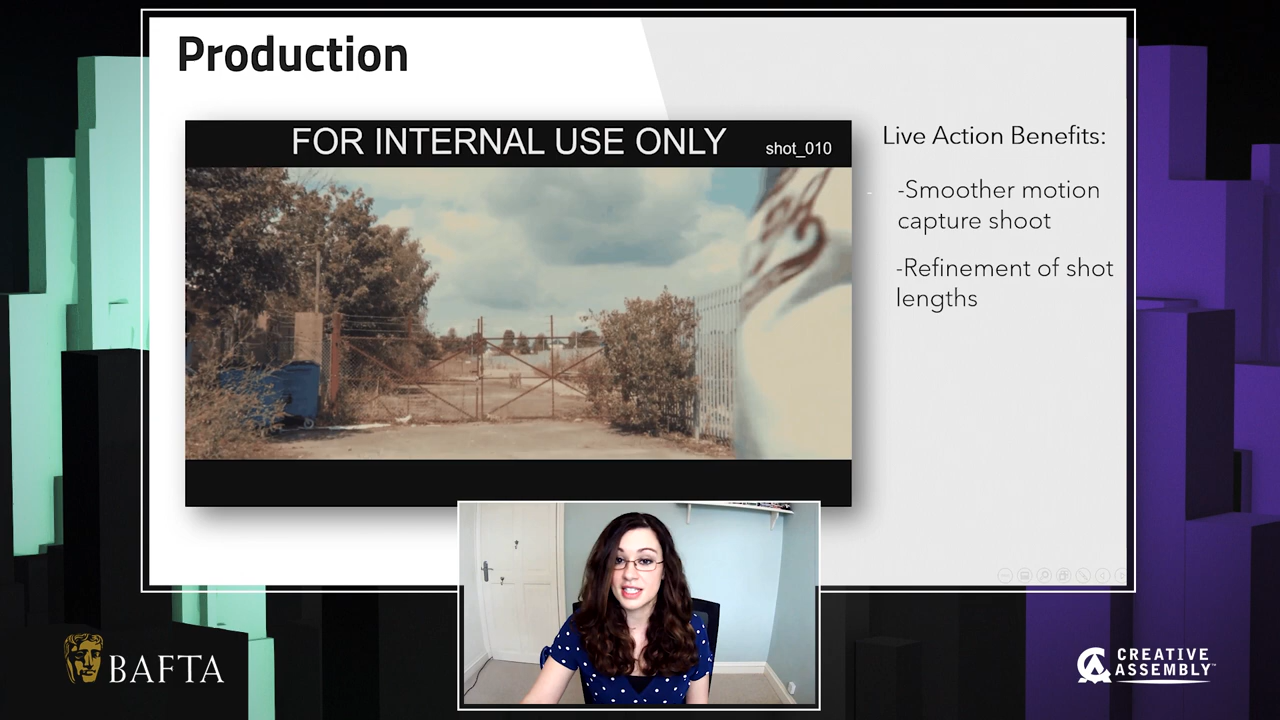 Production
FOR INTERNAL USE ONLY
shot_010
Live Action Benefits:
-Smoother motion
capture shoot
-Refinement of shot
lengths
BAFTA
CREATIVE
ASSEMBLY™